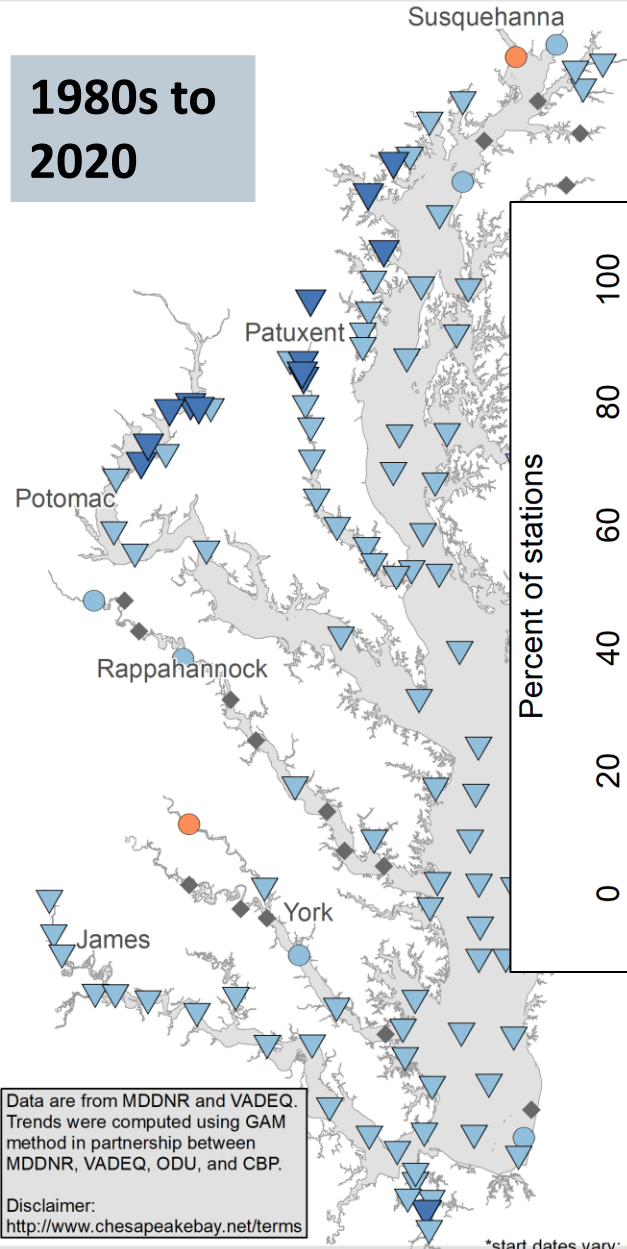 Susquehanna
1980s to
2020
Patuxent
Potomac
Rappahannock
York
James
Percent of stations
100
80
60
40
20
0
Data are from MDDNR and VADEQ.
Trends were computed using GAM
method in partnership between
MDDNR, VADEQ, ODU, and CBP.
Disclaimer:
http://www.chesapeakebay.net/terms
*start dates vary;